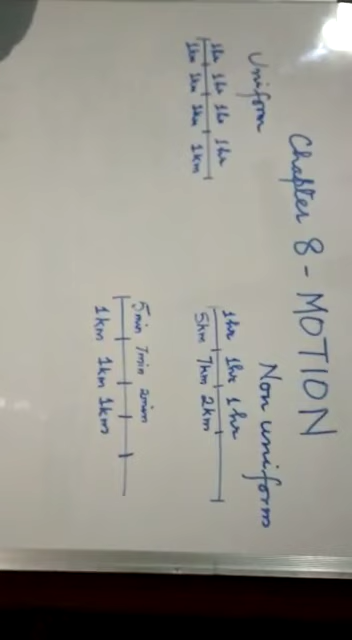 Chapter 8 - MOTION
Uniform
1hr 1hr 1hr 1hr
1km 1km 1km 1km
Non uniform
1hr 1hr 1hr
5km 7km 2km
5min 7min 2min
1km 1km 1km